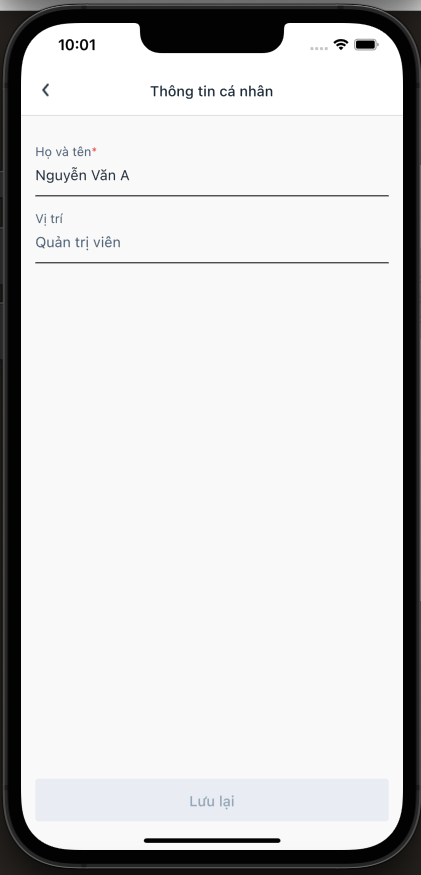 10:01
Thông tin cá nhân
Họ và tên*
Nguyễn Văn A
Vị trí
Quản trị viên
Lưu lại